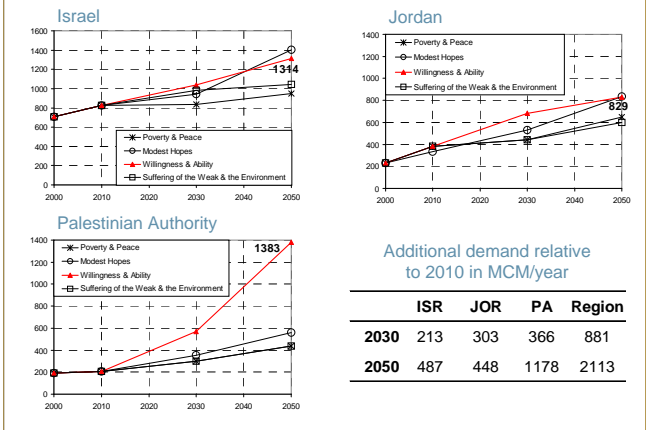 Israel
1600
1400
1200
1000
800
600
400
200
0
1314
Poverty & Peace
Modest Hopes
Willingness & Ability
Suffering of the Weak & the Environment
2000 2010 2020 2030 2040 2050
Jordan
1400
1200
1000
800
600
400
200
0
Poverty & Peace
Modest Hopes
Willingness & Ability
Suffering of the Weak & the Environment
829
2000 2010 2020 2030 2040 2050
Palestinian Authority
1400
1200
1000
800
600
400
200
0
Poverty & Peace
Modest Hopes
Willingness & Ability
Suffering of the Weak & the Environment
1383
2000 2010 2020 2030 2040 2050
Additional demand relative
to 2010 in MCM/year
ISR JOR PA Region
2030 213 303 366 881
2050 487 448 1178 2113